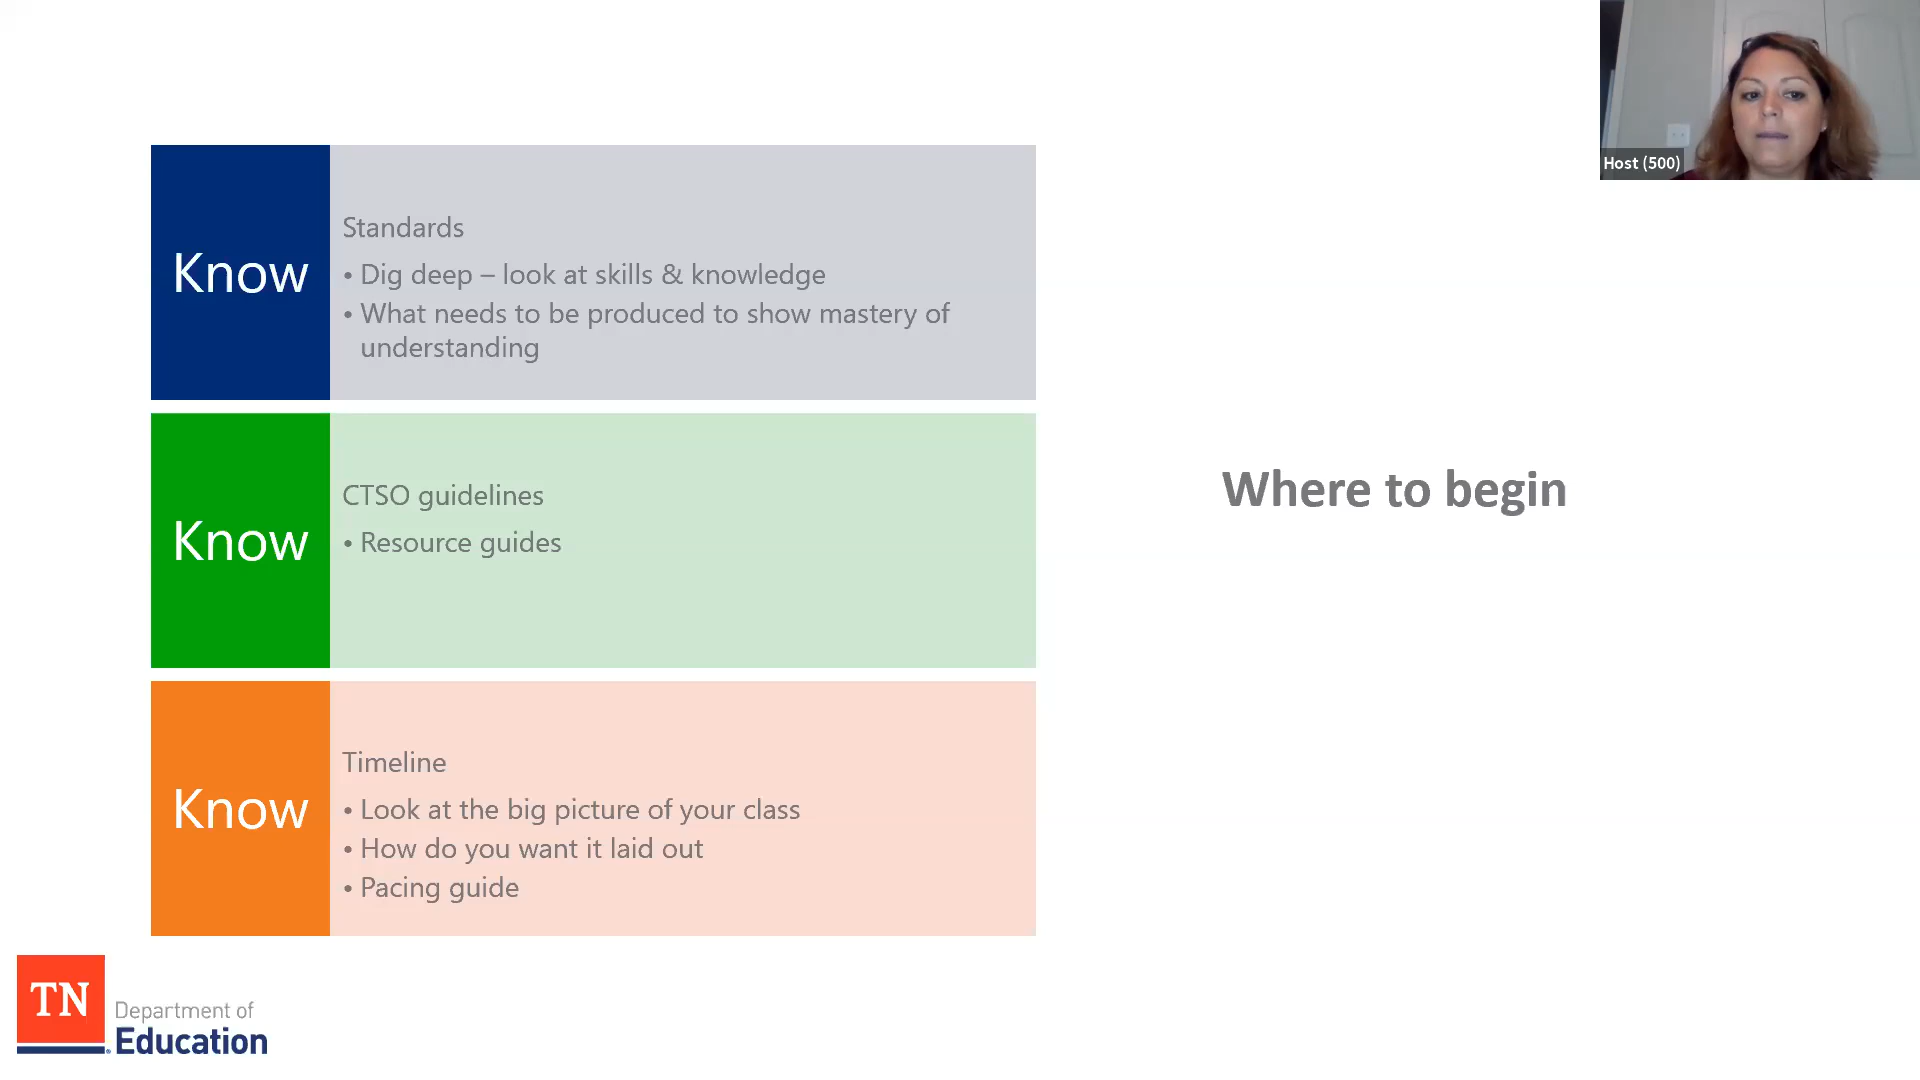 Host (500)
Know
Standards
• Dig deep – look at skills & knowledge
• What needs to be produced to show mastery of
understanding
Know
CTSO guidelines
• Resource guides
Where to begin
Know
Timeline
• Look at the big picture of your class
• How do you want it laid out
• Pacing guide
TN
Department of
Education